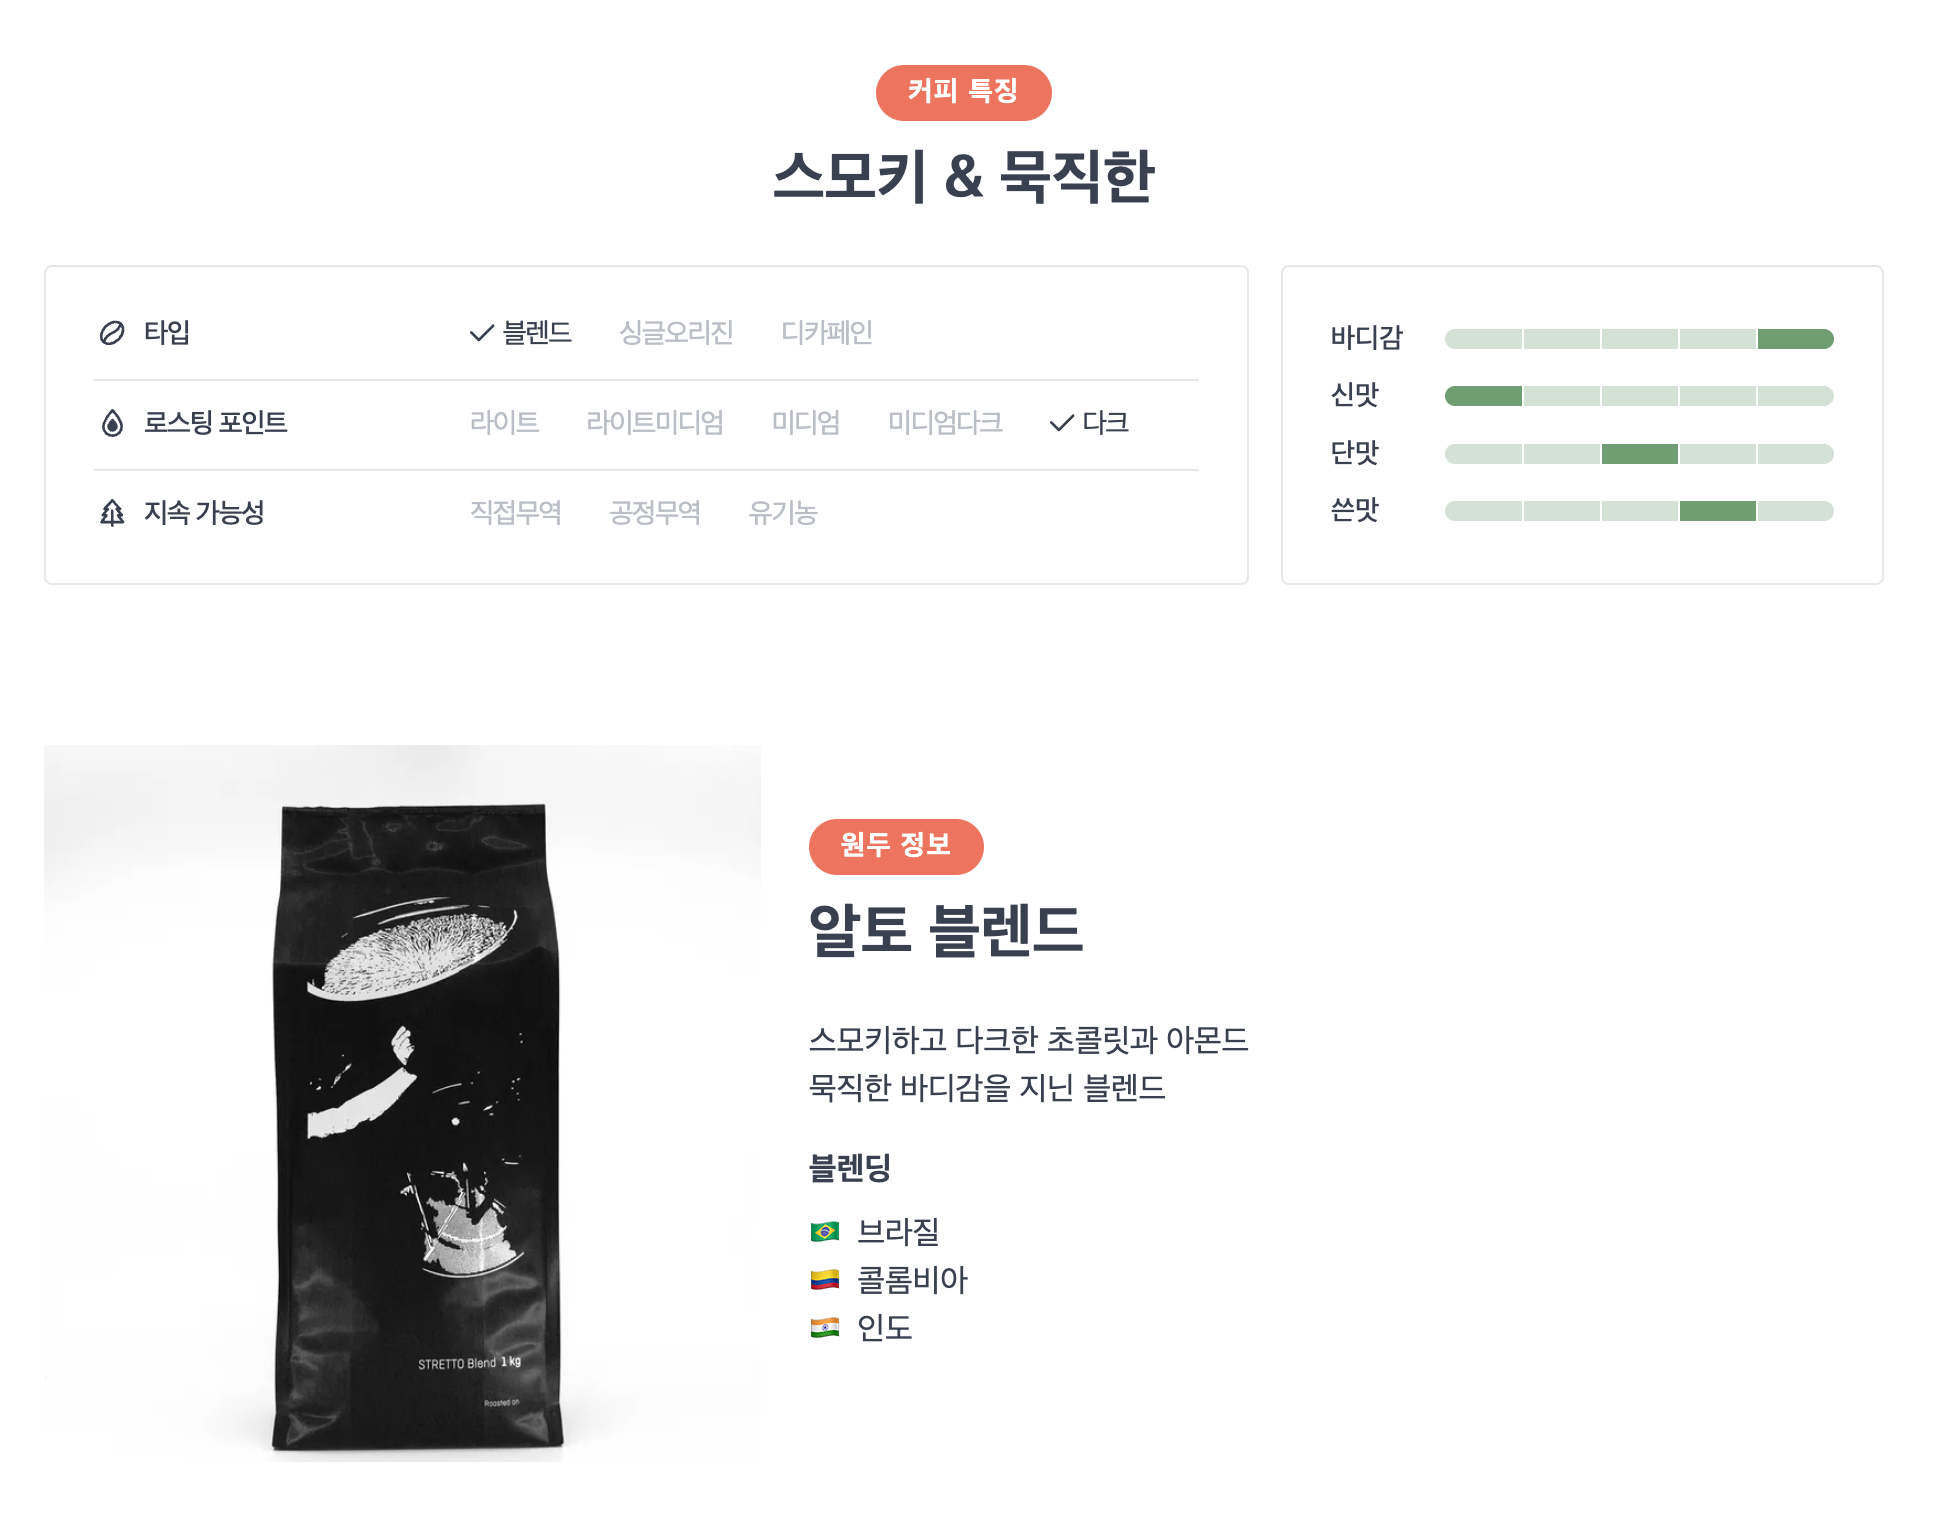 커피 특징
스모키 & 묵직한
타입 블렌드 싱글오리진 디카페인
로스팅 포인트 라이트 라이트미디엄 미디엄 미디엄다크 다크
지속 가능성 직접무역 공정무역 유기농
바디감
신맛
단맛
쓴맛
원두 정보
알토 블렌드
스모키하고 다크한 초콜릿과 아몬드
묵직한 바디감을 지닌 블렌드
블렌딩
브라질
콜롬비아
인도
STRETTO Blend 1 kg
Roasted on